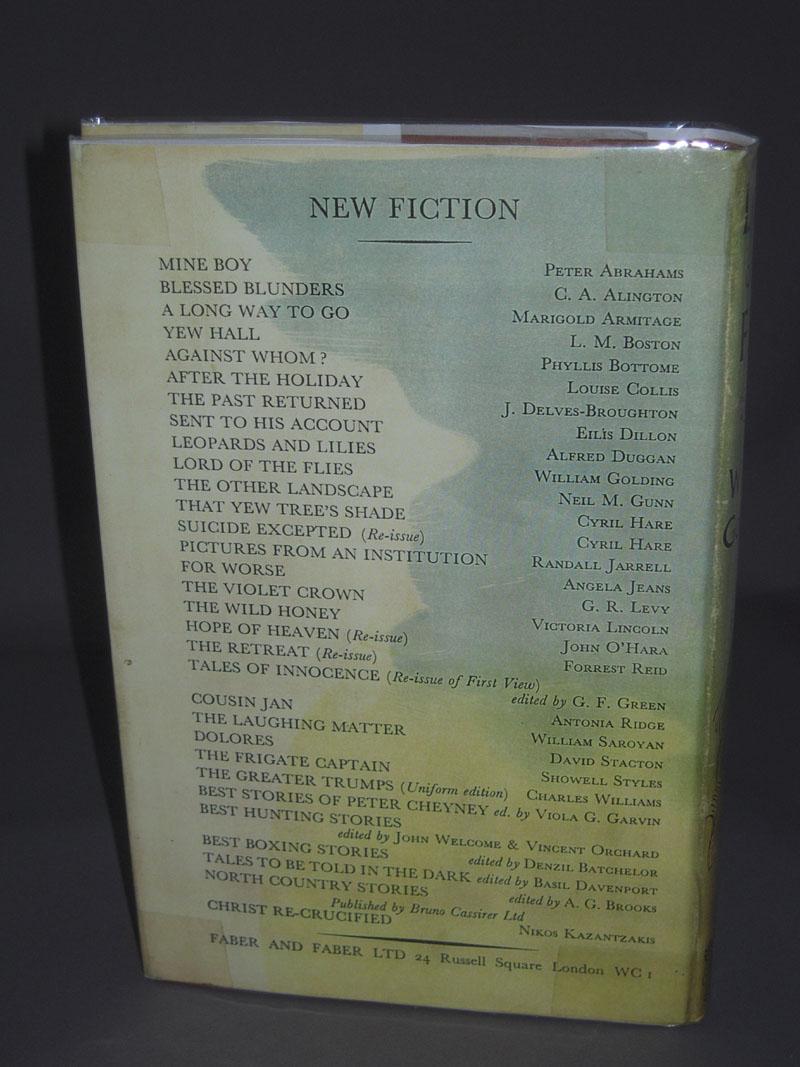 NEW FICTION
MINE BOY PETER ABRAHAMS
BLESSED BLUNDERS C. A. ALINGTON
A LONG WAY TO GO MARIGOLD ARMITAGE
YEW HALL L. M. BOSTON
AGAINST WHOM? PHYLLIS BOTTOME
AFTER THE HOLIDAY LOUISE COLLIS
THE PAST RETURNED J. DELVES-BROUGHTON
SENT TO HIS ACCOUNT EILÍS DILLON
LEOPARDS AND LILIES ALFRED DUGGAN
LORD OF THE FLIES WILLIAM GOLDING
THE OTHER LANDSCAPE NEIL M. GUNN
THAT YEW TREE'S SHADE CYRIL HARE
SUICIDE EXCEPTED (Re-issue) CYRIL HARE
PICTURES FROM AN INSTITUTION RANDALL JARRELL
FOR WORSE ANGELA JEANS
THE VIOLET CROWN G. R. LEVY
THE WILD HONEY VICTORIA LINCOLN
HOPE OF HEAVEN (Re-issue) JOHN O'HARA
THE RETREAT (Re-issue) FORREST REID
TALES OF INNOCENCE (Re-issue of First View)
edited by G. F. GREEN
COUSIN JAN ANTONIA RIDGE
THE LAUGHING MATTER WILLIAM SAROYAN
DOLORES DAVID STACTON
THE FRIGATE CAPTAIN SHOWELL STYLES
THE GREATER TRUMPS (Uniform edition) CHARLES WILLIAMS
BEST STORIES OF PETER CHEYNEY ed. by VIOLA G. GARVIN
BEST HUNTING STORIES
edited by JOHN WELCOME & VINCENT ORCHARD
BEST BOXING STORIES edited by DENZIL BATCHELOR
TALES TO BE TOLD IN THE DARK edited by BASIL DAVENPORT
NORTH COUNTRY STORIES edited by A. G. BROOKS
Published by Bruno Cassirer Ltd
CHRIST RE-CRUCIFIED NIKOS KAZANTZAKIS
FABER AND FABER LTD 24 Russell Square London WC 1